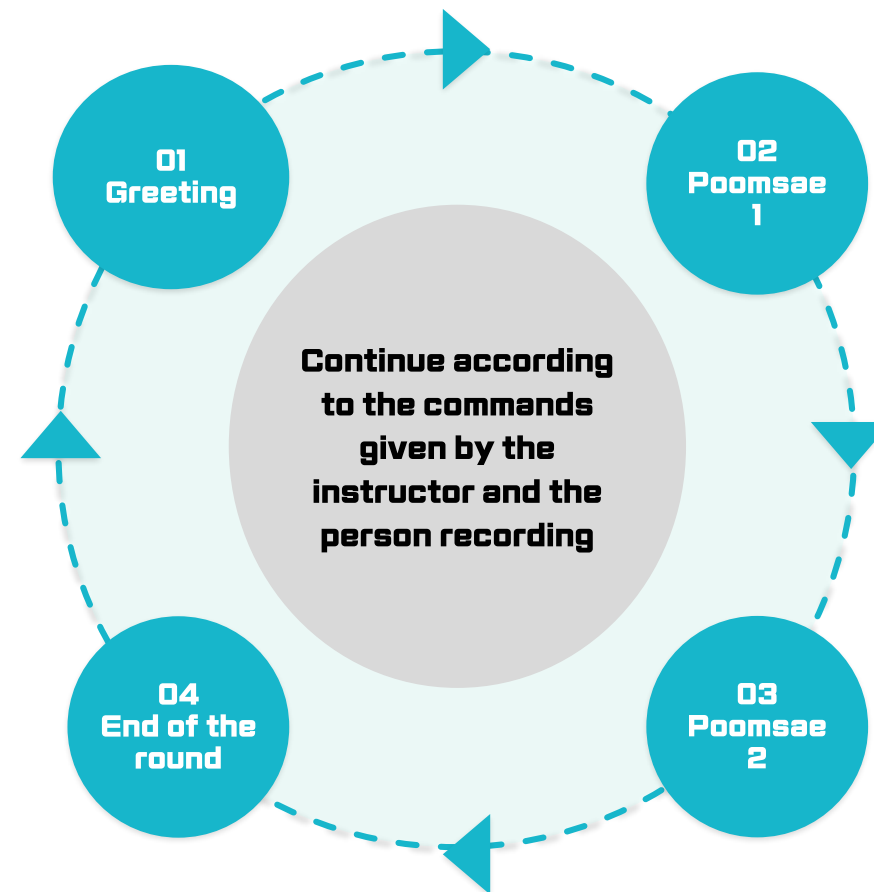 01
Greeting
02
Poomsae
1
Continue according
to the commands
given by the
instructor and the
person recording
04
End of the
round
03
Poomsae
2